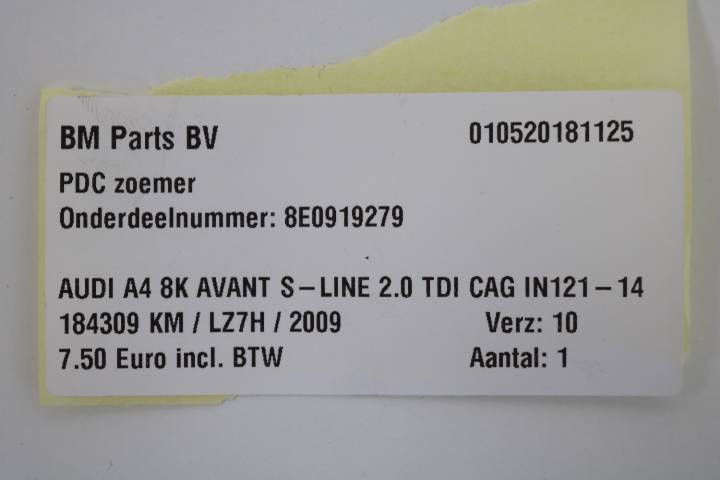 BM Parts BV 010520181125
PDC zoemer
Onderdeelnummer: 8E0919279
AUDI A4 8K AVANT S-LINE 2.0 TDI CAG IN121-14
184309 KM / LZ7H / 2009 Verz: 10
7.50 Euro incl. BTW Aantal: 1